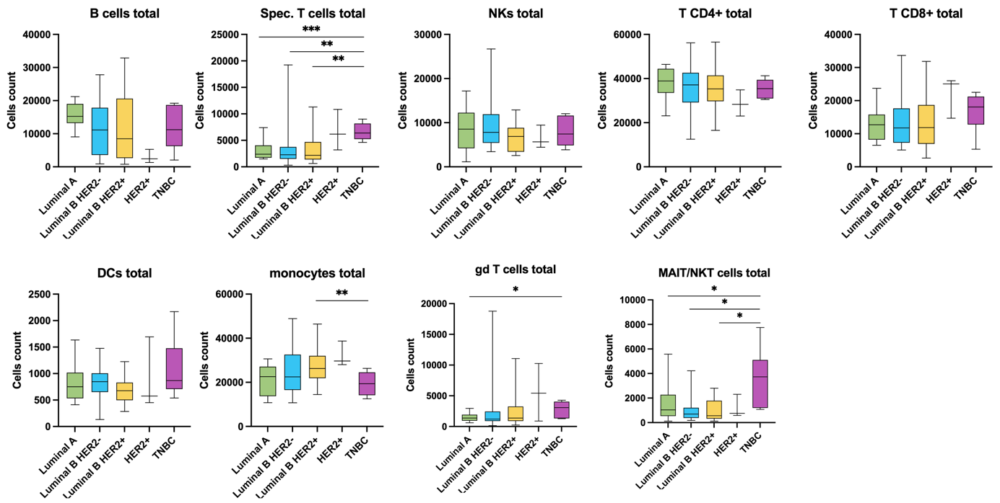 B cells total
Cells count
40000
30000
20000
10000
0
Luminal A
Luminal B HER2-
Luminal B HER2+
HER2+
TNBC
Spec. T cells total
Cells count
25000
20000
15000
10000
5000
0
***
**
**
Luminal A
Luminal B HER2-
Luminal B HER2+
HER2+
TNBC
NKs total
Cells count
30000
20000
10000
0
Luminal A
Luminal B HER2-
Luminal B HER2+
HER2+
TNBC
T CD4+ total
Cells count
60000
40000
20000
0
Luminal A
Luminal B HER2-
Luminal B HER2+
HER2+
TNBC
T CD8+ total
Cells count
40000
30000
20000
10000
0
Luminal A
Luminal B HER2-
Luminal B HER2+
HER2+
TNBC
DCs total
Cells count
2500
2000
1500
1000
500
0
Luminal A
Luminal B HER2-
Luminal B HER2+
HER2+
TNBC
monocytes total
Cells count
60000
40000
20000
0
**
Luminal A
Luminal B HER2-
Luminal B HER2+
HER2+
TNBC
gd T cells total
Cells count
20000
15000
10000
5000
0
*
Luminal A
Luminal B HER2-
Luminal B HER2+
HER2+
TNBC
MAIT/NKT cells total
Cells count
10000
8000
6000
4000
2000
0
*
*
*
Luminal A
Luminal B HER2-
Luminal B HER2+
HER2+
TNBC